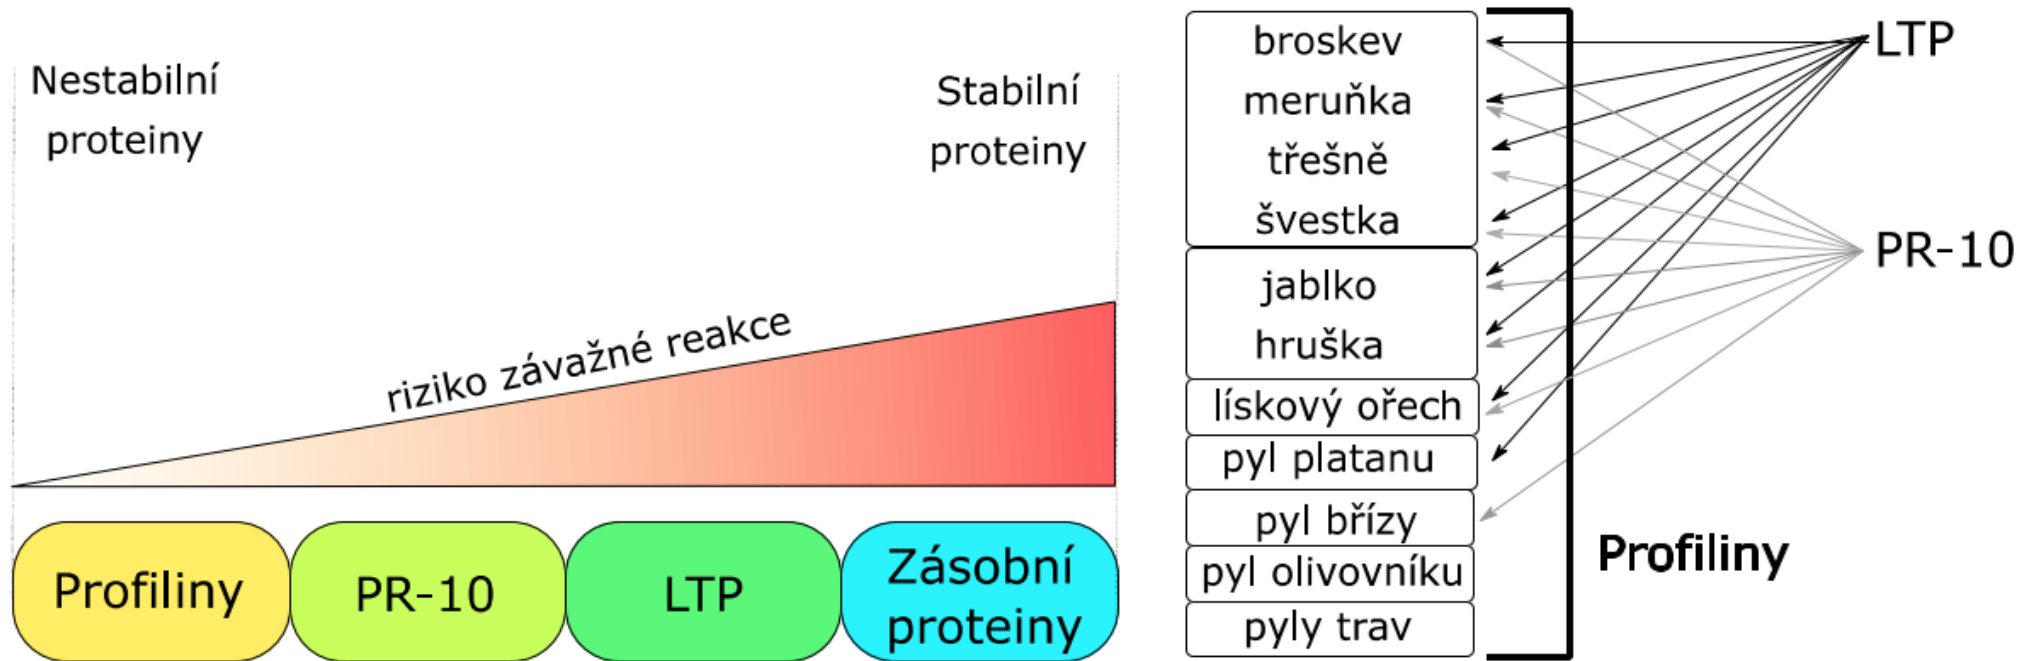 Nestabilní
proteiny
Stabilní
proteiny
riziko závažné reakce
Profiliny
PR-10
LTP
Zásobní
proteiny
broskev
meruňka
třešně
švestka
jablko
hruška
lískový ořech
pyl platanu
pyl břízy
pyl olivovníku
pyly trav
LTP
PR-10
Profiliny